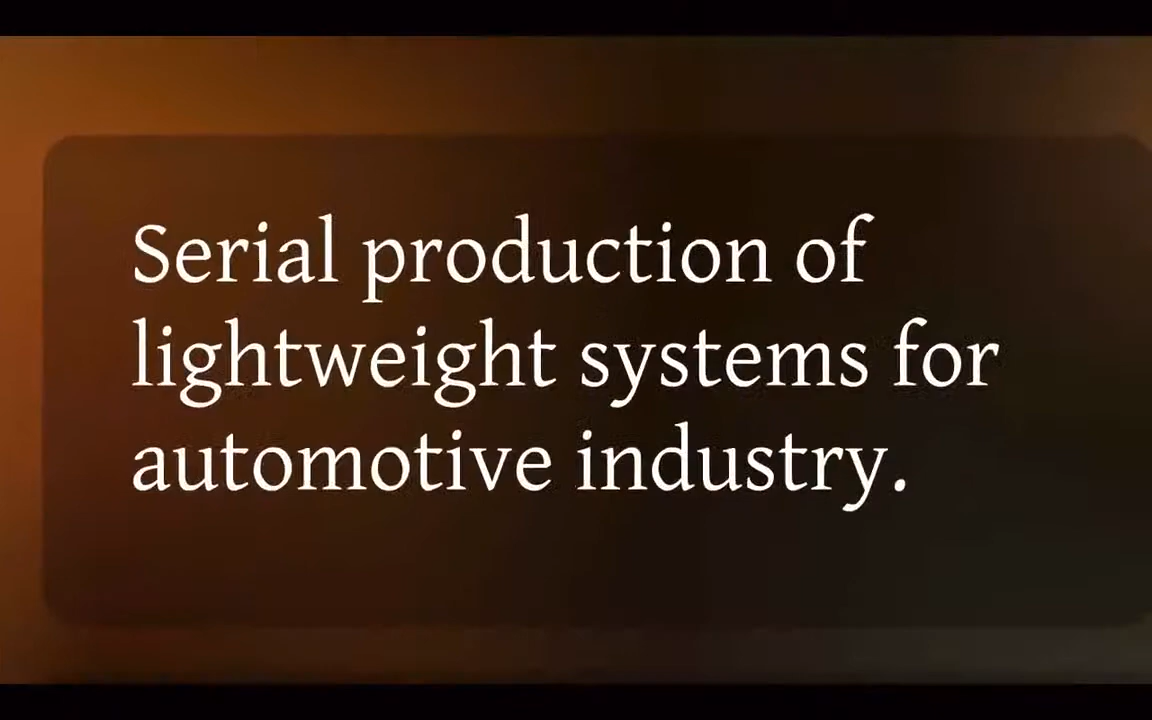 Serial production of
lightweight systems for
automotive industry.